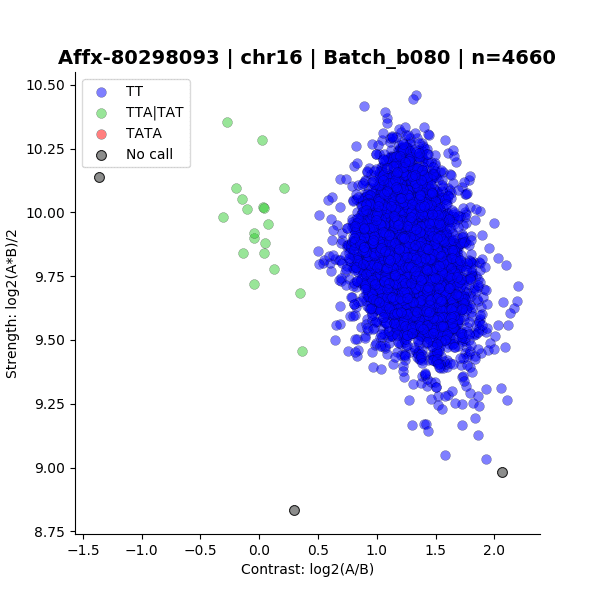 Affx-80298093 | chr16 | Batch_b080 | n=4660
TT
TTA|TAT
TATA
No call
10.50
10.25
10.00
9.75
9.50
9.25
9.00
8.75
Strength: log2(A*B)/2
−1.5
−1.0
−0.5
0.0
0.5
1.0
1.5
2.0
Contrast: log2(A/B)